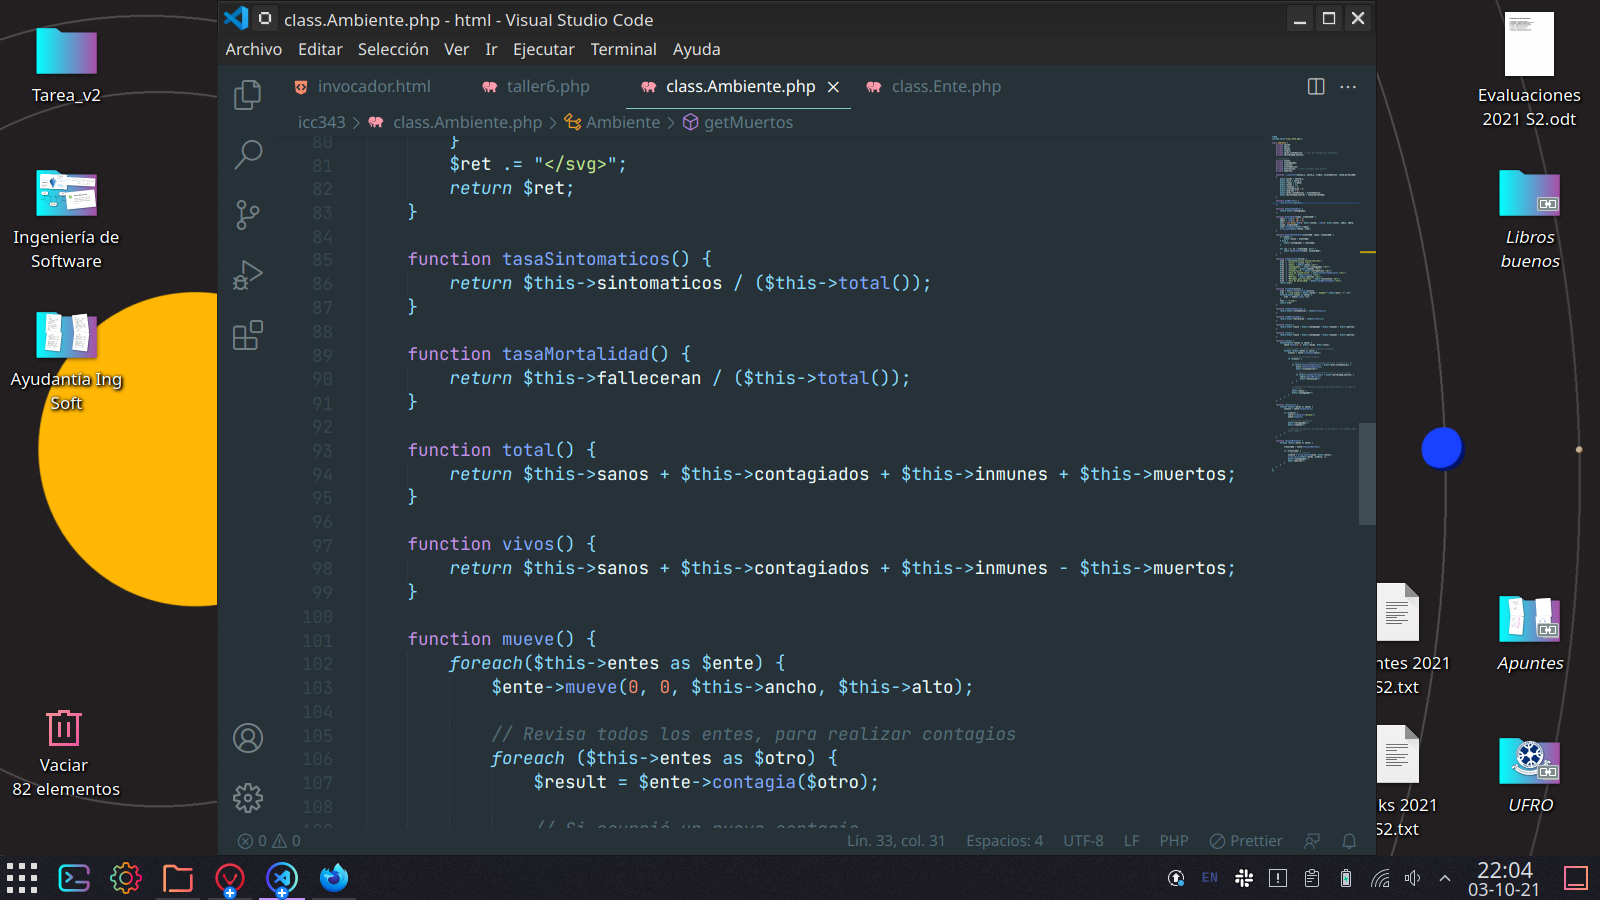 class.Ambiente.php - html - Visual Studio Code
Archivo Editar Selección Ver Ir Ejecutar Terminal Ayuda
invocador.html taller6.php class.Ambiente.php class.Ente.php
icc343 > class.Ambiente.php > Ambiente > getMuertos
80 }
81 $ret .= "</svg>";
82 return $ret;
83 }
84
85 function tasaSintomaticos() {
86 return $this->sintomaticos / ($this->total());
87 }
88
89 function tasaMortalidad() {
90 return $this->falleceran / ($this->total());
91 }
92
93 function total() {
94 return $this->sanos + $this->contagiados + $this->inmunes + $this->muertos;
95 }
96
97 function vivos() {
98 return $this->sanos + $this->contagiados + $this->inmunes - $this->muertos;
99 }
100
101 function mueve() {
102 foreach($this->entes as $ente) {
103 $ente->mueve(0, 0, $this->ancho, $this->alto);
104
105 // Revisa todos los entes, para realizar contagios
106 foreach ($this->entes as $otro) {
107 $result = $ente->contagia($otro);
108
109 // Si ocurrió un nuevo contagio
0 0 Lín. 33, col. 31 Espacios: 4 UTF-8 LF PHP Prettier
Tarea_v2
Ingeniería de
Software
Ayudantía Ing
Soft
Vaciar
82 elementos
Evaluaciones
2021 S2.odt
Libros
buenos
ntes 2021
S2.txt
Apuntes
ks 2021
S2.txt
UFRO
EN
22:04
03-10-21